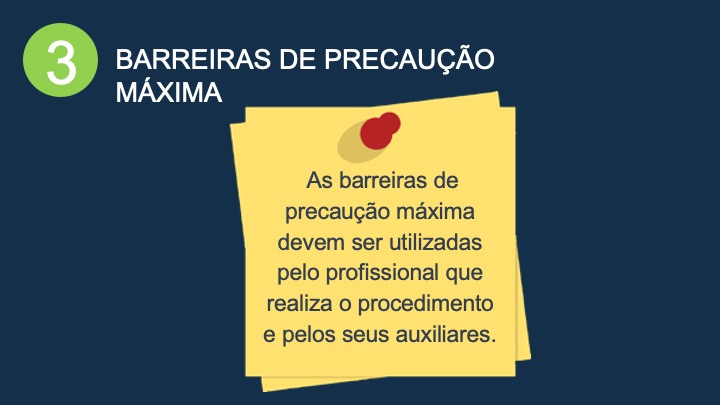 3
BARREIRAS DE PRECAUÇÃO
MÁXIMA
As barreiras de
precaução máxima
devem ser utilizadas
pelo profissional que
realiza o procedimento
e pelos seus auxiliares.